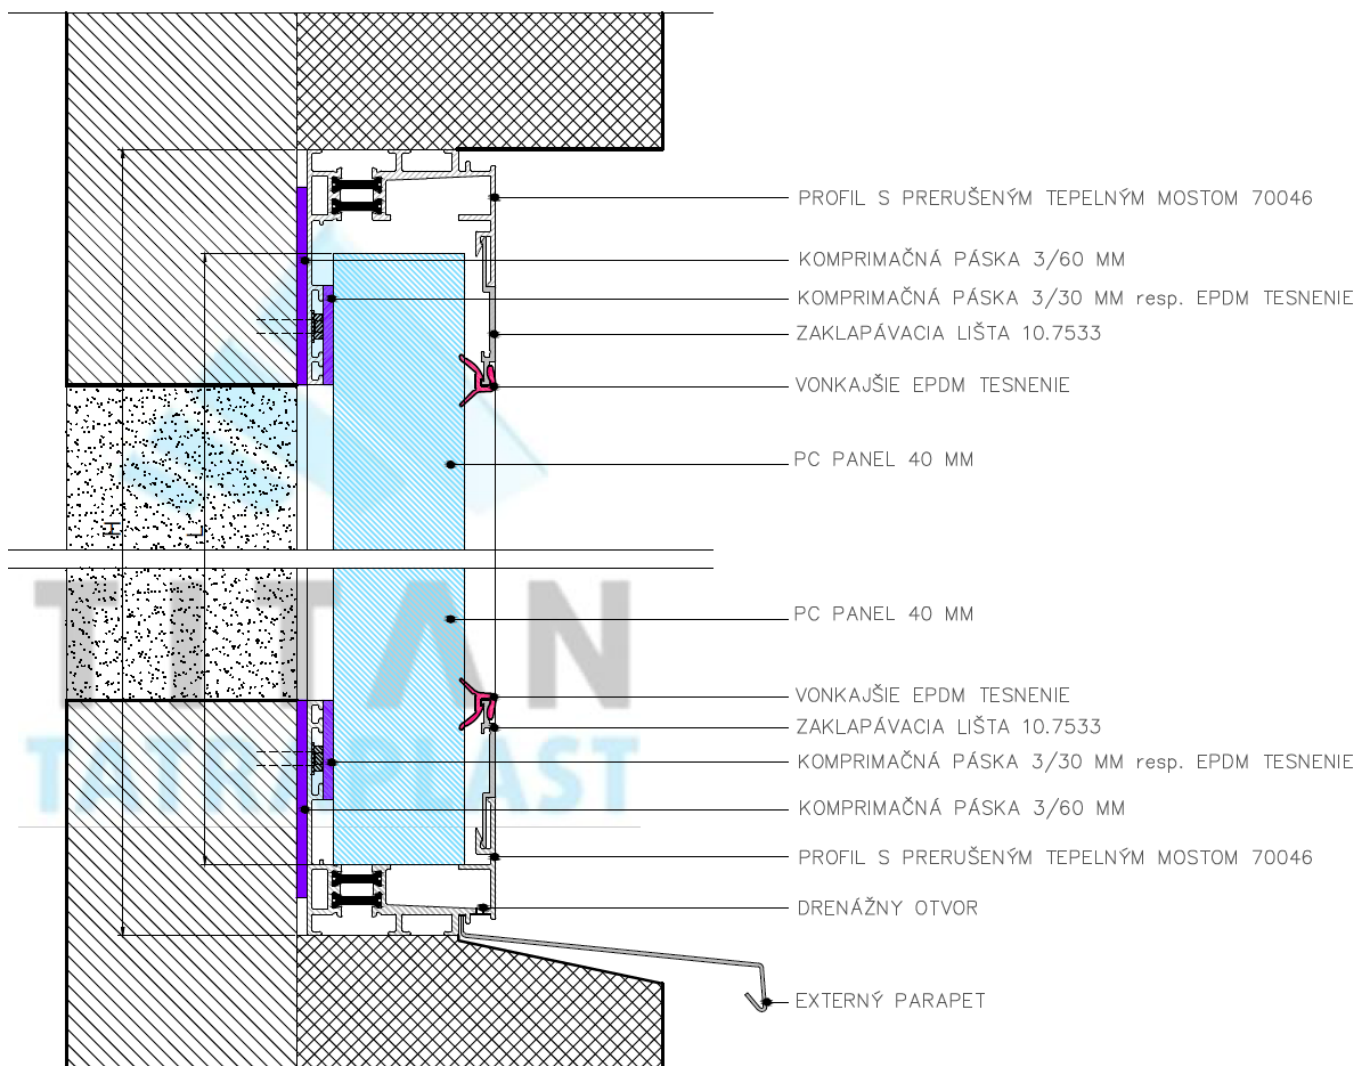 PROFIL S PRERUŠENÝM TEPELNÝM MOSTOM 70046
KOMPRIMAČNÁ PÁSKA 3/60 MM
KOMPRIMAČNÁ PÁSKA 3/30 MM resp. EPDM TESNENIE
ZAKLAPÁVACIA LIŠTA 10.7533
VONKAJŠIE EPDM TESNENIE
PC PANEL 40 MM
H
L
TITAN
TATRAPLAST
PC PANEL 40 MM
VONKAJŠIE EPDM TESNENIE
ZAKLAPÁVACIA LIŠTA 10.7533
KOMPRIMAČNÁ PÁSKA 3/30 MM resp. EPDM TESNENIE
KOMPRIMAČNÁ PÁSKA 3/60 MM
PROFIL S PRERUŠENÝM TEPELNÝM MOSTOM 70046
DRENÁŽNY OTVOR
EXTERNÝ PARAPET